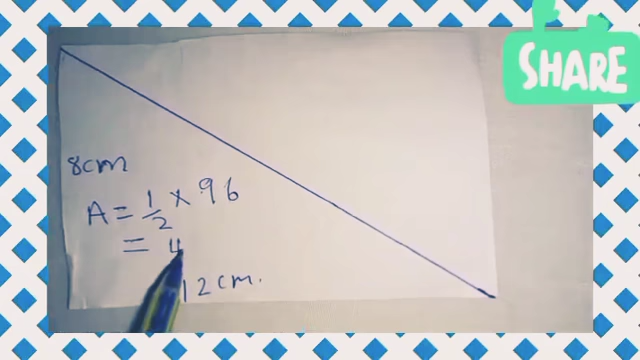 SHARE
8cm
A = 1/2 × 96
= 4
12cm.